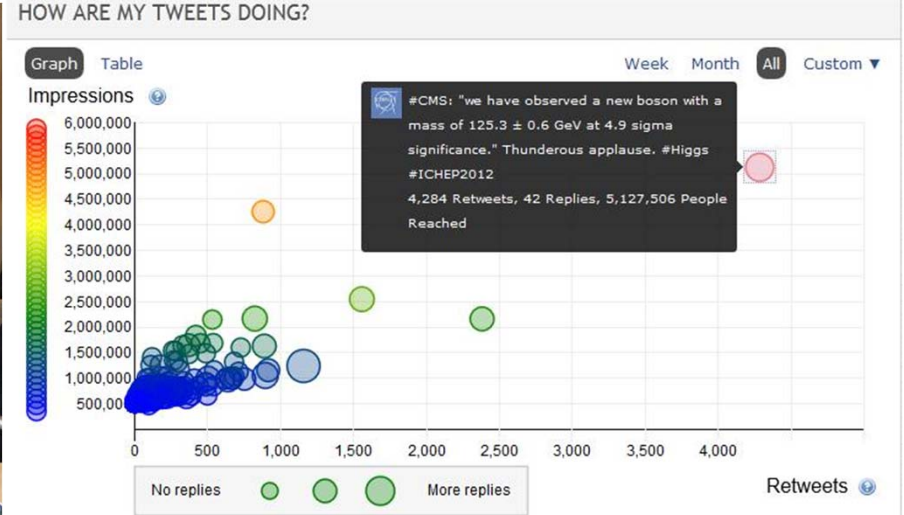 HOW ARE MY TWEETS DOING?
Graph Table Week Month All Custom ▼
Impressions ?
#CMS: "we have observed a new boson with a
mass of 125.3 ± 0.6 GeV at 4.9 sigma
significance." Thunderous applause. #Higgs
#ICHEP2012
4,284 Retweets, 42 Replies, 5,127,506 People
Reached
6,000,000
5,500,000
5,000,000
4,500,000
4,000,000
3,500,000
3,000,000
2,500,000
2,000,000
1,500,000
1,000,000
500,00
0 500 1,000 1,500 2,000 2,500 3,000 3,500 4,000
No replies More replies
Retweets ?